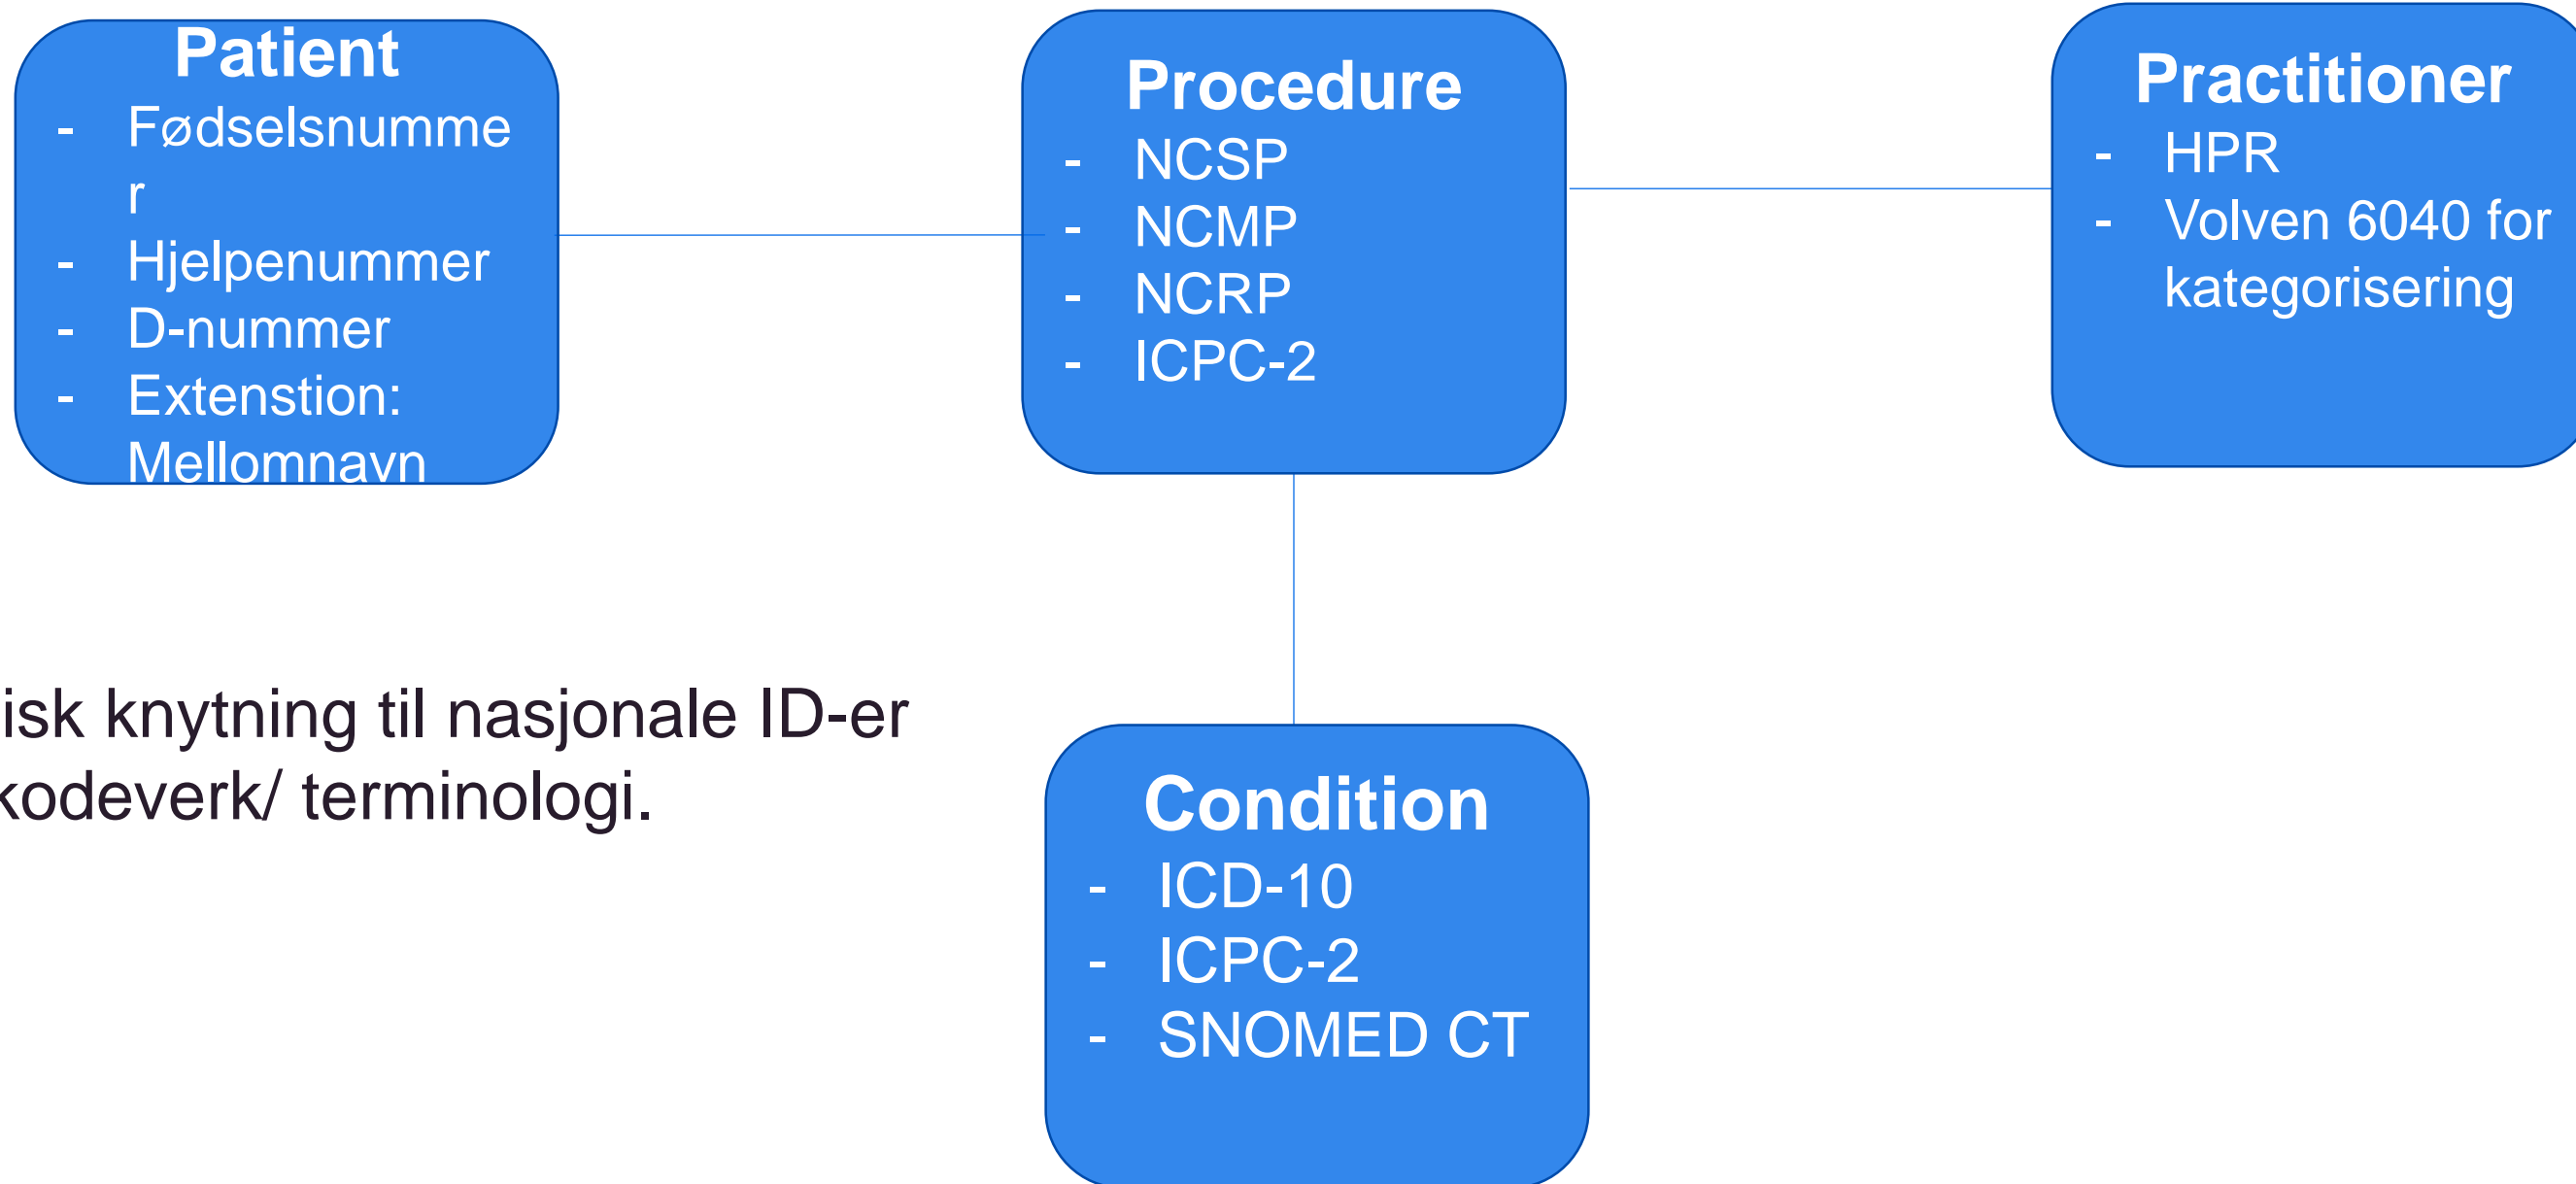 Patient
- Fødselsnumme
r
- Hjelpenummer
- D-nummer
- Extenstion:
Mellomnavn
Procedure
- NCSP
- NCMP
- NCRP
- ICPC-2
Practitioner
- HPR
- Volven 6040 for
kategorisering
isk knytning til nasjonale ID-er
kodeverk/ terminologi.
Condition
- ICD-10
- ICPC-2
- SNOMED CT